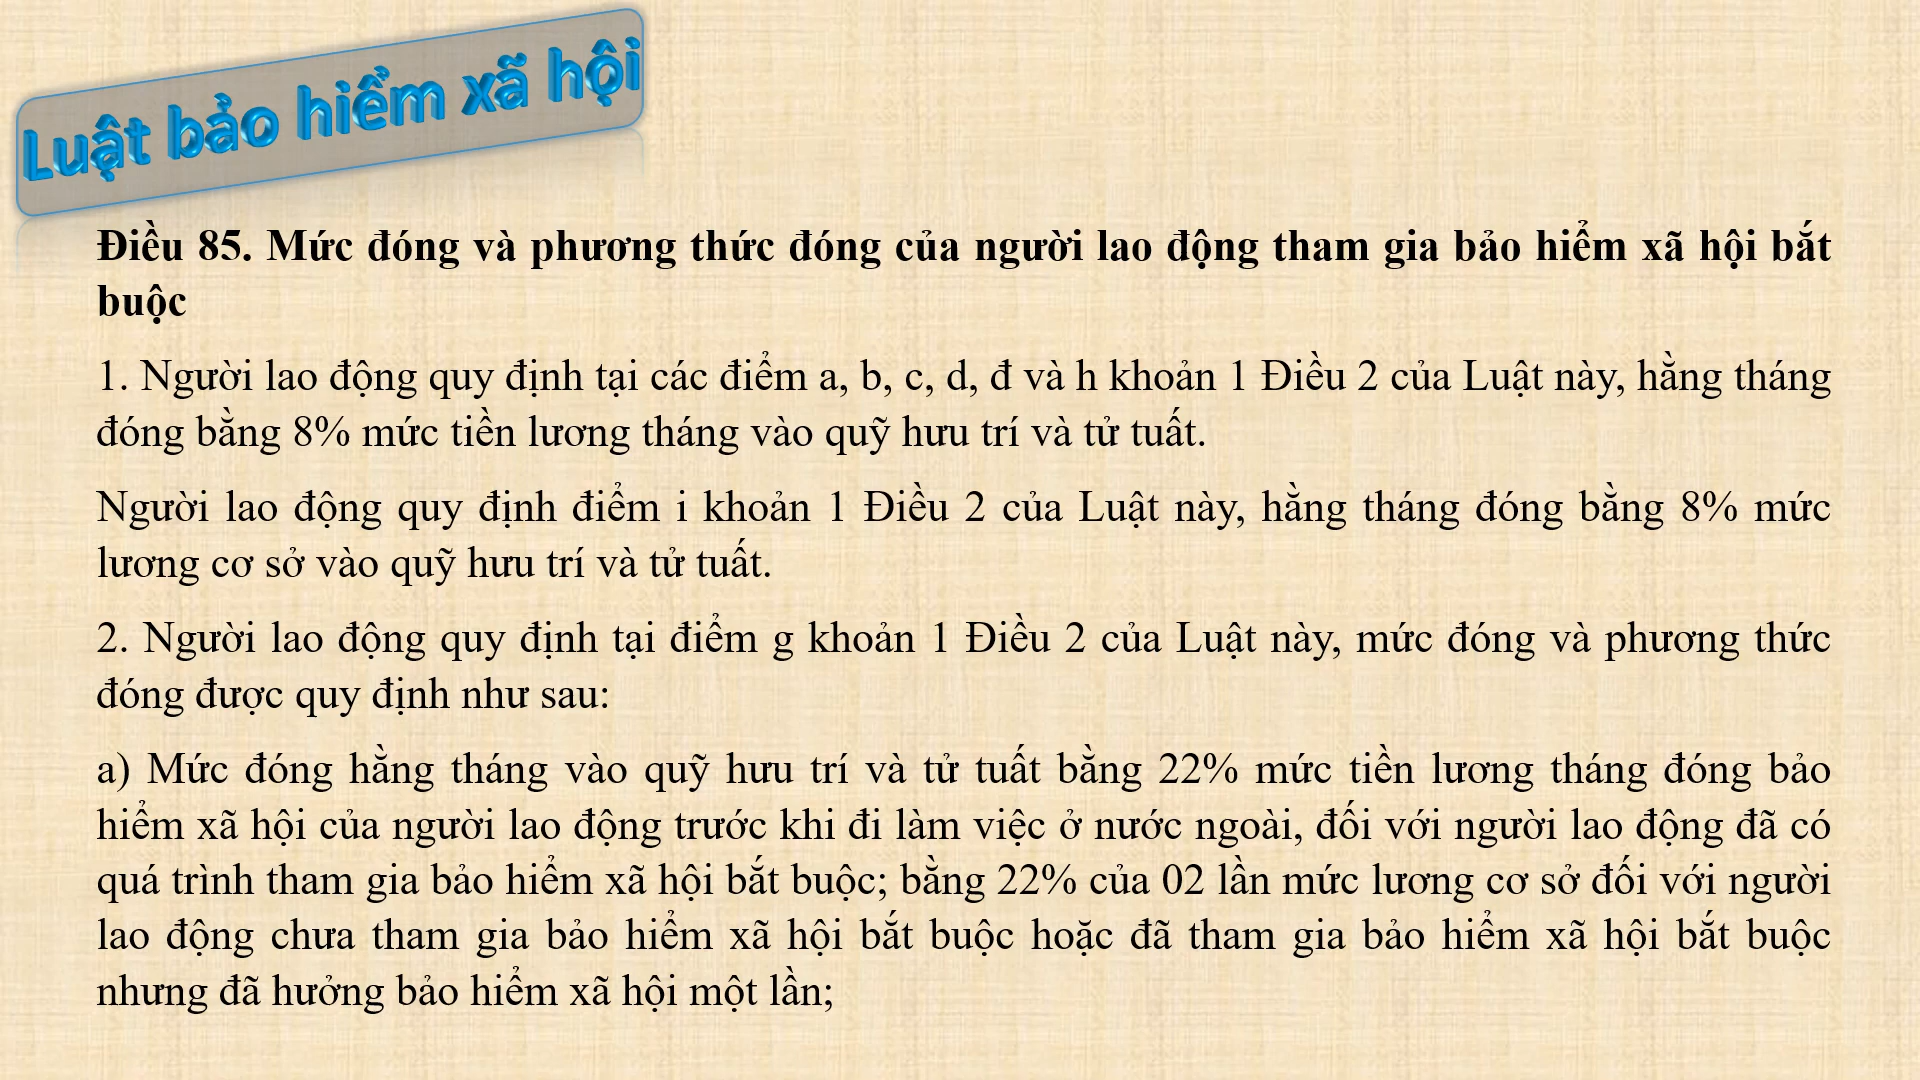 Luật bảo hiểm xã hội
Điều 85. Mức đóng và phương thức đóng của người lao động tham gia bảo hiểm xã hội bắt
buộc
1. Người lao động quy định tại các điểm a, b, c, d, đ và h khoản 1 Điều 2 của Luật này, hằng tháng
đóng bằng 8% mức tiền lương tháng vào quỹ hưu trí và tử tuất.
Người lao động quy định điểm i khoản 1 Điều 2 của Luật này, hằng tháng đóng bằng 8% mức
lương cơ sở vào quỹ hưu trí và tử tuất.
2. Người lao động quy định tại điểm g khoản 1 Điều 2 của Luật này, mức đóng và phương thức
đóng được quy định như sau:
a) Mức đóng hằng tháng vào quỹ hưu trí và tử tuất bằng 22% mức tiền lương tháng đóng bảo
hiểm xã hội của người lao động trước khi đi làm việc ở nước ngoài, đối với người lao động đã có
quá trình tham gia bảo hiểm xã hội bắt buộc; bằng 22% của 02 lần mức lương cơ sở đối với người
lao động chưa tham gia bảo hiểm xã hội bắt buộc hoặc đã tham gia bảo hiểm xã hội bắt buộc
nhưng đã hưởng bảo hiểm xã hội một lần;